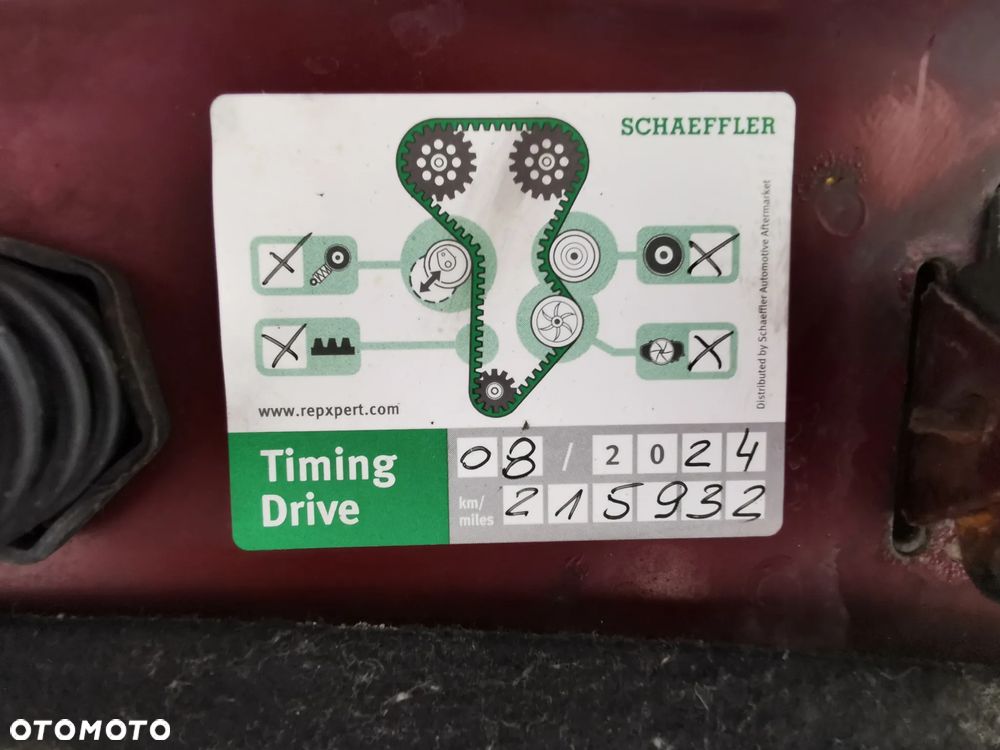 SCHAEFFLER
Distributed by Schaeffler Automotive Aftermarket
www.repxpert.com
Timing
Drive
08 / 2024
km/
miles
215932
OTOMOTO